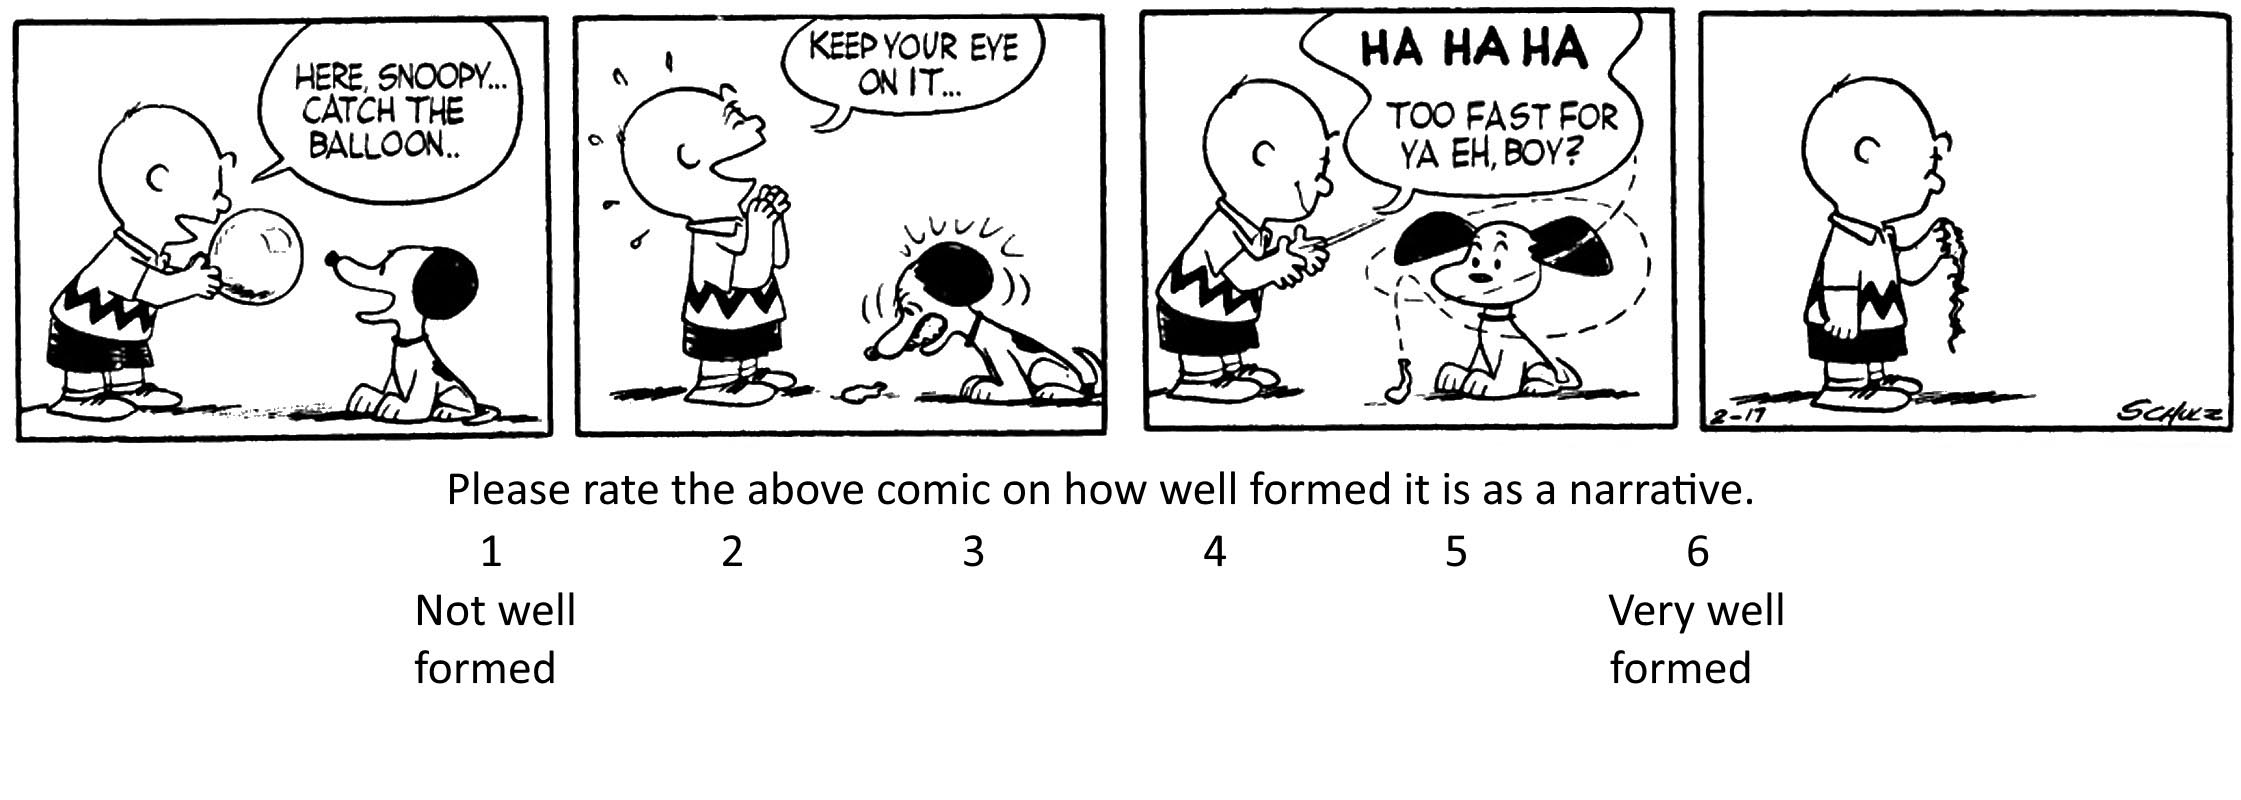 HERE, SNOOPY...
CATCH THE
BALLOON..
KEEP YOUR EYE
ON IT...
HA HA HA
TOO FAST FOR
YA EH, BOY?
2-17
SCHULZ
Please rate the above comic on how well formed it is as a narrative.
1 2 3 4 5 6
Not well
formed
Very well
formed